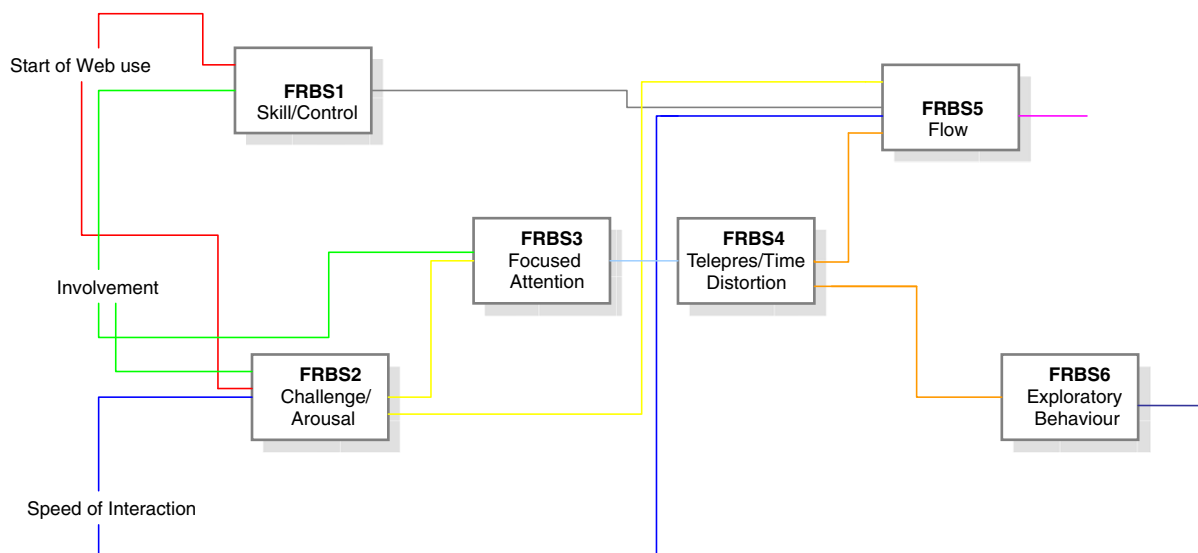 Start of Web use
FRBS1
Skill/Control
FRBS5
Flow
FRBS3
Focused
Attention
FRBS4
Telepres/Time
Distortion
Involvement
FRBS2
Challenge/
Arousal
FRBS6
Exploratory
Behaviour
Speed of Interaction